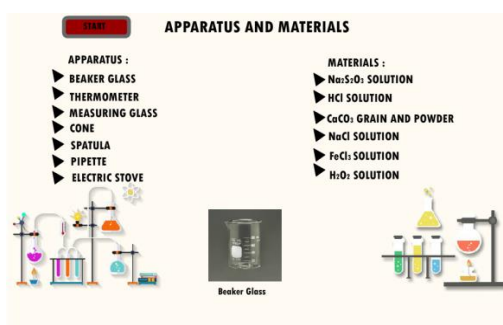 START
APPARATUS AND MATERIALS
APPARATUS :
BEAKER GLASS
THERMOMETER
MEASURING GLASS
CONE
SPATULA
PIPETTE
ELECTRIC STOVE
MATERIALS :
Na₂S₂O₃ SOLUTION
HCl SOLUTION
CaCO₃ GRAIN AND POWDER
NaCl SOLUTION
FeCl₃ SOLUTION
H₂O₂ SOLUTION
Beaker Glass